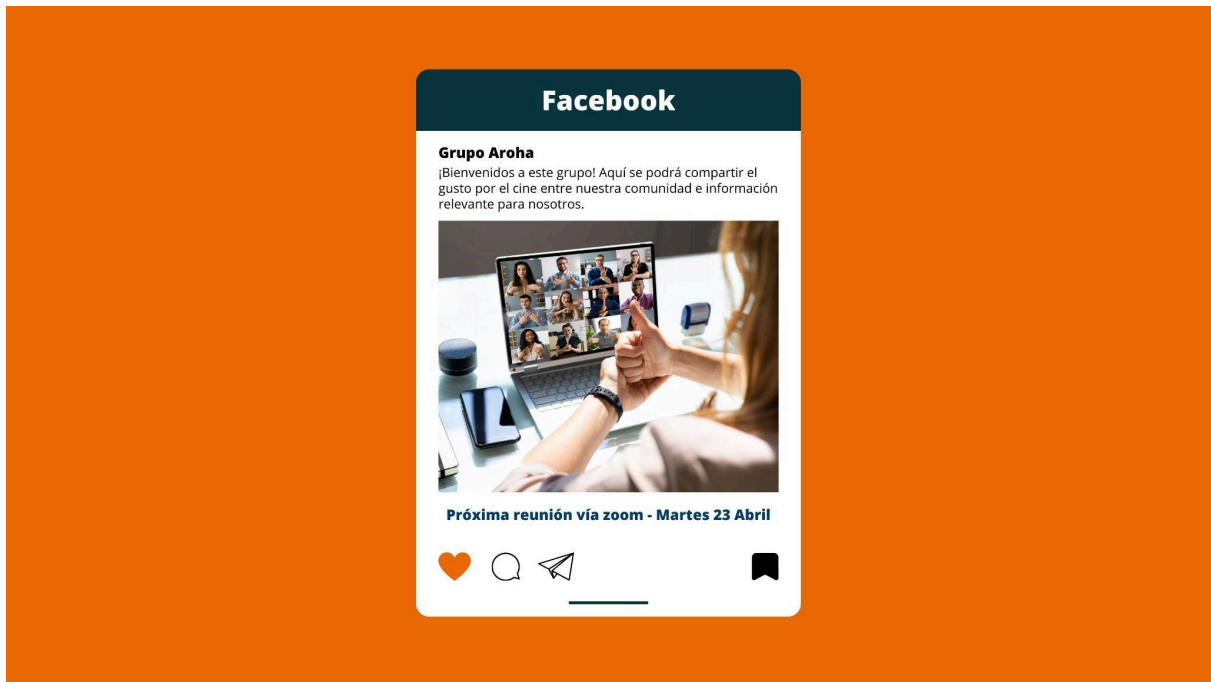 Facebook
Grupo Aroha
¡Bienvenidos a este grupo! Aquí se podrá compartir el
gusto por el cine entre nuestra comunidad e información
relevante para nosotros.
Próxima reunión vía zoom - Martes 23 Abril